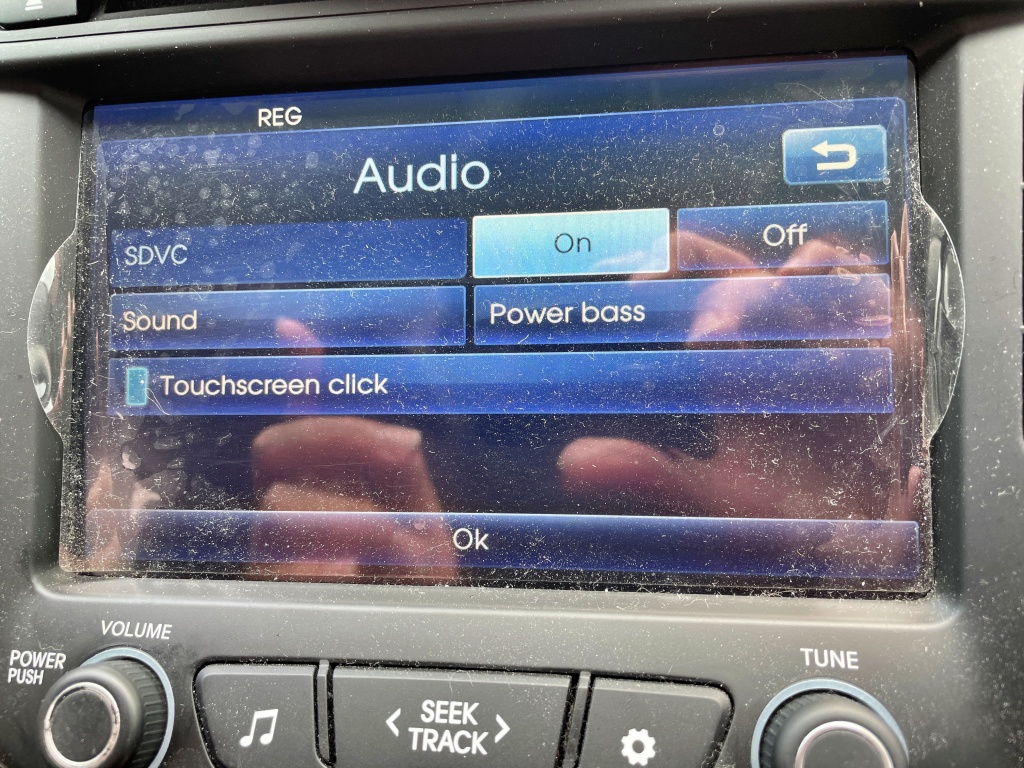 REG
Audio
SDVC On Off
Sound Power bass
Touchscreen click
Ok
VOLUME
POWER
PUSH
SEEK
TRACK
TUNE